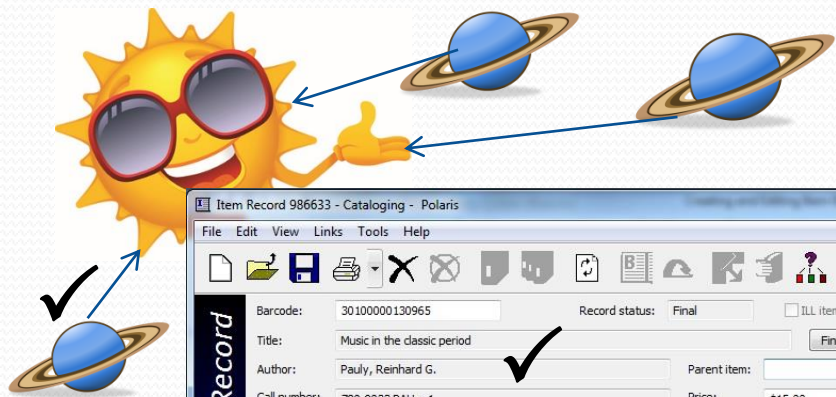 Item Record 986633 - Cataloging - Polaris
File Edit View Links Tools Help
Barcode: 30100000130965 Record status: Final ILL
Title: Music in the classic period
Author: Pauly, Reinhard G. Parent item:
Record